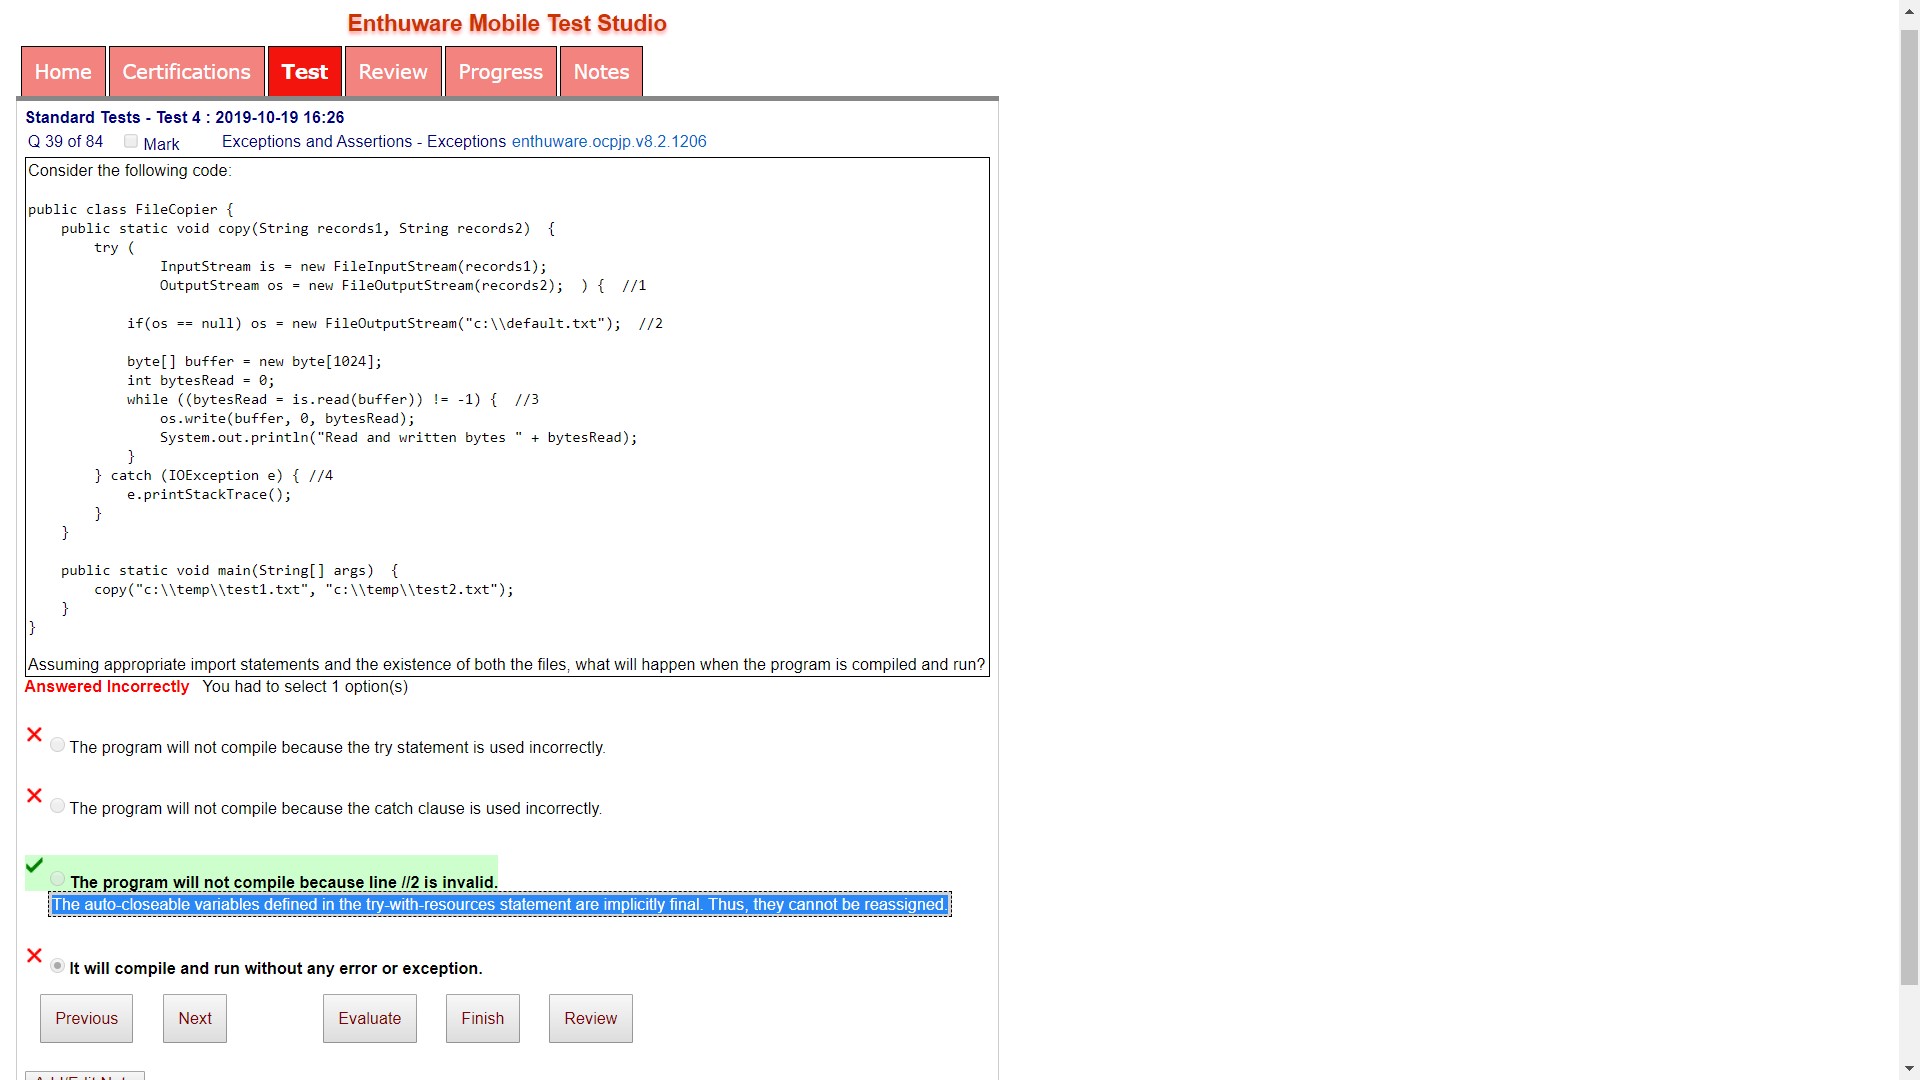 Enthuware Mobile Test Studio
Home Certifications Test Review Progress Notes
Standard Tests - Test 4 : 2019-10-19 16:26
Q 39 of 84 Mark Exceptions and Assertions - Exceptions enthuware.ocpjp.v8.2.1206
Consider the following code:
public class FileCopier {
    public static void copy(String records1, String records2)  {
        try (
                InputStream is = new FileInputStream(records1);
                OutputStream os = new FileOutputStream(records2);  ) {  //1
            if(os == null) os = new FileOutputStream("c:\\default.txt");  //2
            byte[] buffer = new byte[1024];
            int bytesRead = 0;
            while ((bytesRead = is.read(buffer)) != -1) {  //3
                os.write(buffer, 0, bytesRead);
                System.out.println("Read and written bytes " + bytesRead);
            }
        } catch (IOException e) { //4
            e.printStackTrace();
        }
    }
    public static void main(String[] args)  {
        copy("c:\\temp\\test1.txt", "c:\\temp\\test2.txt");
    }
}
Assuming appropriate import statements and the existence of both the files, what will happen when the program is compiled and run?
Answered Incorrectly You had to select 1 option(s)
The program will not compile because the try statement is used incorrectly.
The program will not compile because the catch clause is used incorrectly.
The program will not compile because line //2 is invalid.
The auto-closeable variables defined in the try-with-resources statement are implicitly final. Thus, they cannot be reassigned.
It will compile and run without any error or exception.
Previous Next Evaluate Finish Review